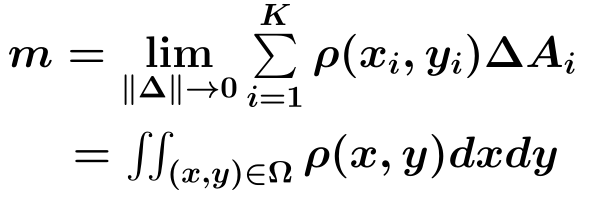 m = lim_{‖Δ‖→0} ∑_{i=1}^{K} ρ(x_i, y_i)ΔA_i
= ∬_{(x,y)∈Ω} ρ(x, y)dxdy